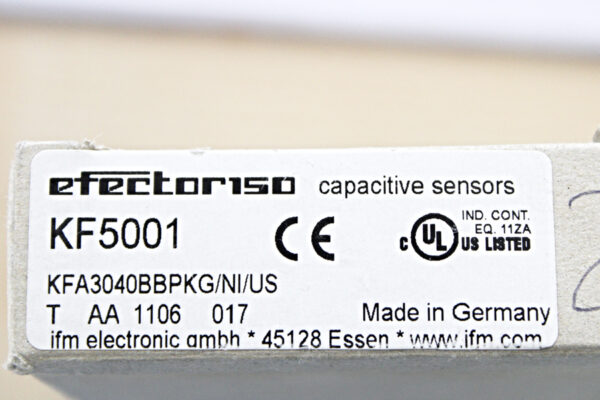 efector150 capacitive sensors
KF5001 CE c UL US LISTED IND. CONT. EQ. 11ZA
KFA3040BBPKG/NI/US
T AA 1106 017 Made in Germany
ifm electronic gmbh * 45128 Essen * www.ifm.com